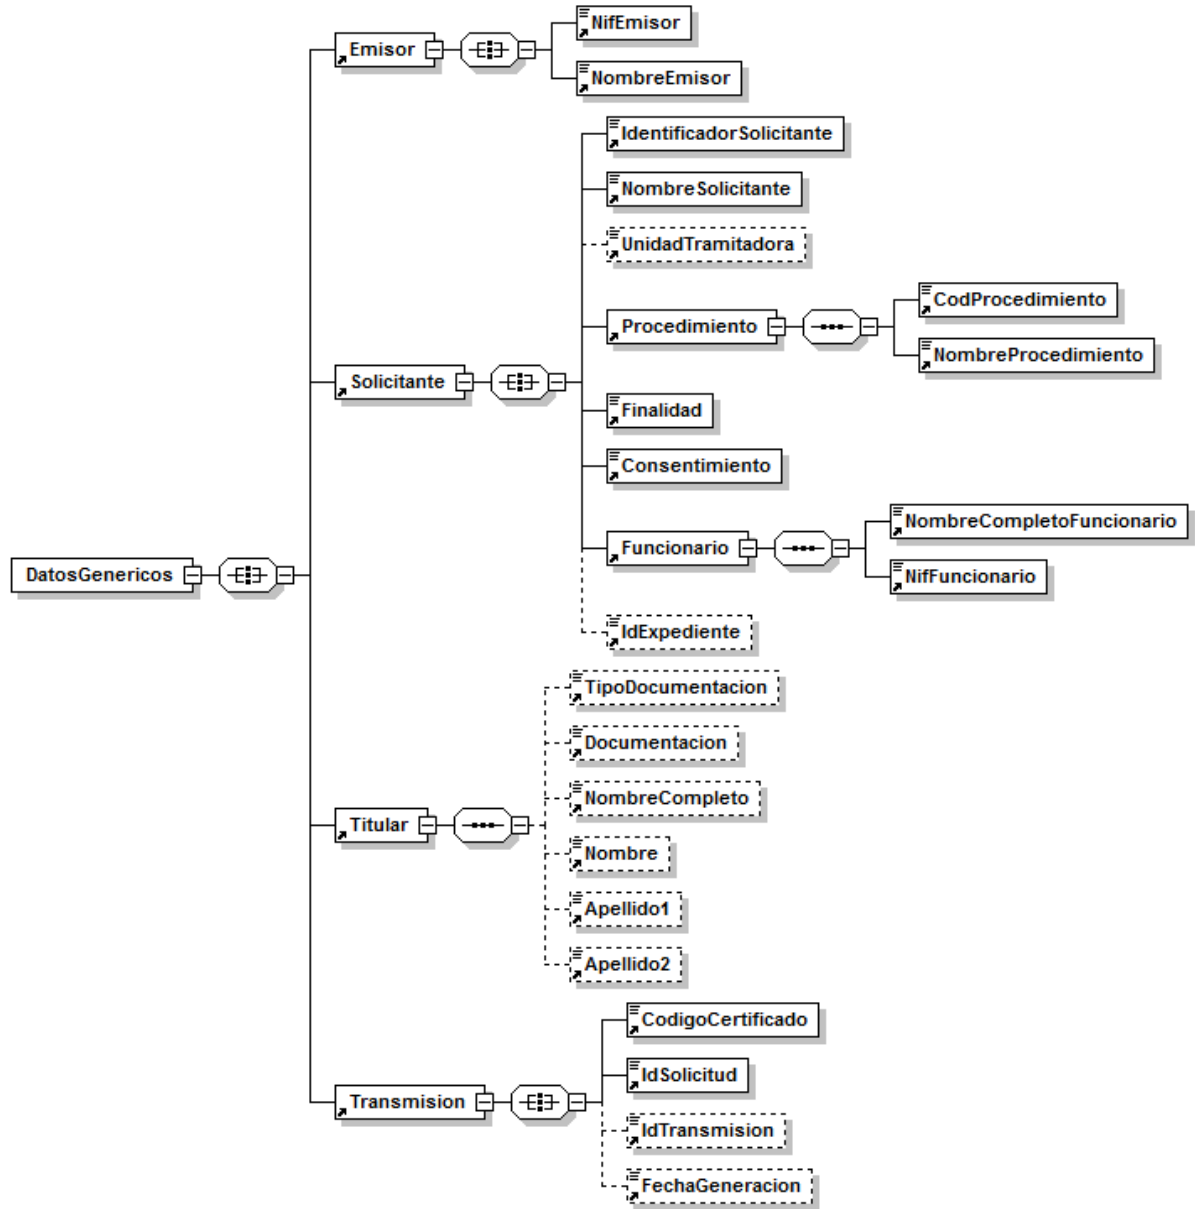 NifEmisor
Emisor
NombreEmisor
IdentificadorSolicitante
NombreSolicitante
UnidadTramitadora
CodProcedimiento
Procedimiento
NombreProcedimiento
Solicitante
Finalidad
Consentimiento
NombreCompletoFuncionario
Funcionario
NifFuncionario
DatosGenericos
IdExpediente
TipoDocumentacion
Documentacion
NombreCompleto
Titular
Nombre
Apellido1
Apellido2
CodigoCertificado
IdSolicitud
Transmision
IdTransmision
FechaGeneracion